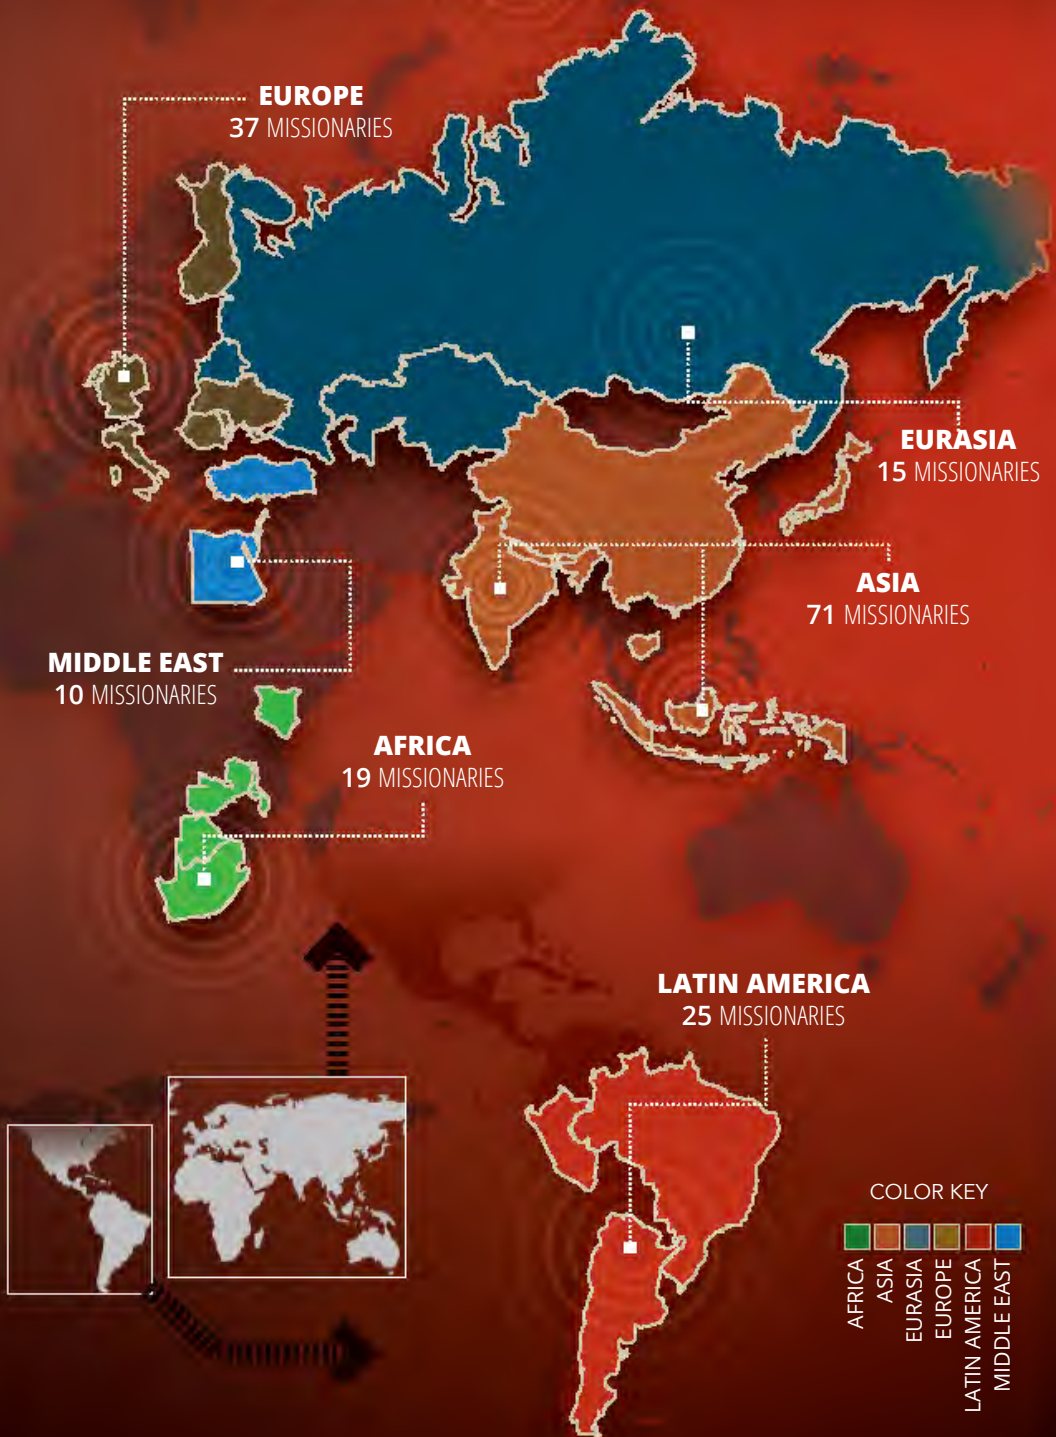 EUROPE
37 MISSIONARIES
EURASIA
15 MISSIONARIES
ASIA
71 MISSIONARIES
MIDDLE EAST
10 MISSIONARIES
AFRICA
19 MISSIONARIES
LATIN AMERICA
25 MISSIONARIES
COLOR KEY
AFRICA
ASIA
EURASIA
EUROPE
LATIN AMERICA
MIDDLE EAST